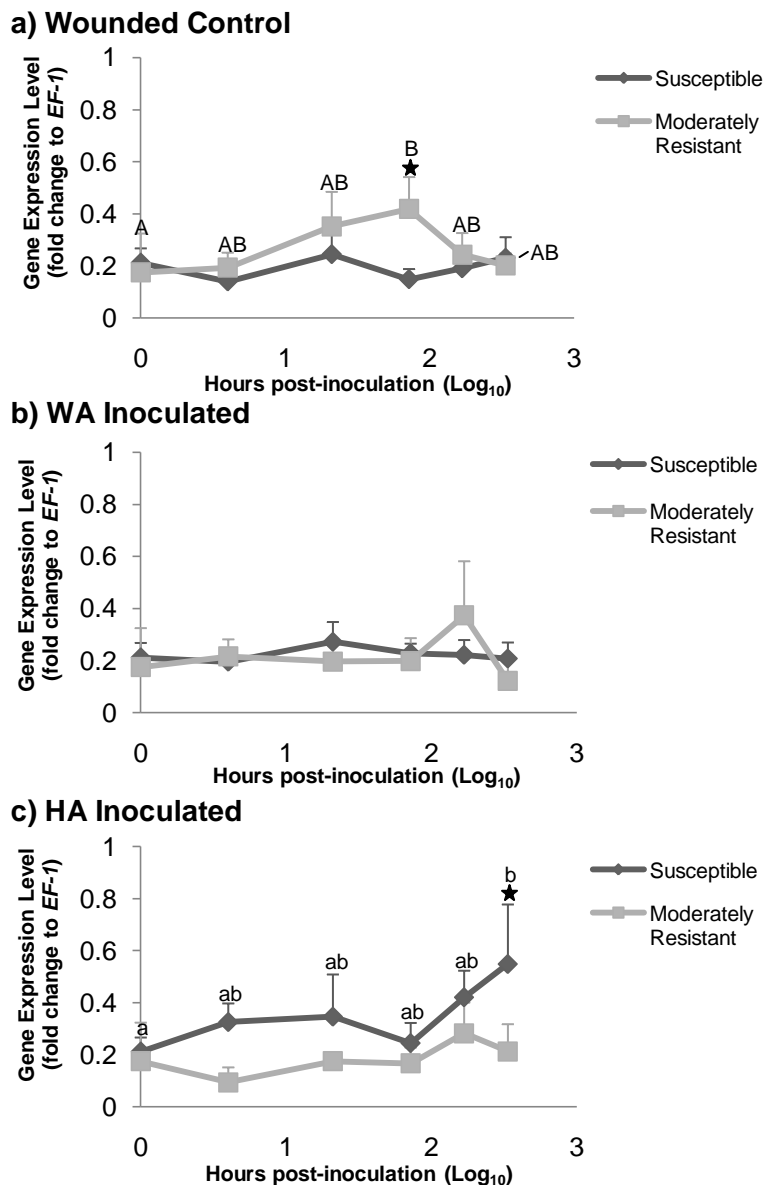 a) Wounded Control
Gene Expression Level
(fold change to EF-1)
1
0.8
0.6
0.4
0.2
0
A
AB
AB
B
AB
AB
0
1
2
3
Hours post-inoculation (Log10)
Susceptible
Moderately
Resistant
b) WA Inoculated
Gene Expression Level
(fold change to EF-1)
1
0.8
0.6
0.4
0.2
0
0
1
2
3
Hours post-inoculation (Log10)
Susceptible
Moderately
Resistant
c) HA Inoculated
Gene Expression Level
(fold change to EF-1)
1
0.8
0.6
0.4
0.2
0
a
ab
ab
ab
ab
b
0
1
2
3
Hours post-inoculation (Log10)
Susceptible
Moderately
Resistant